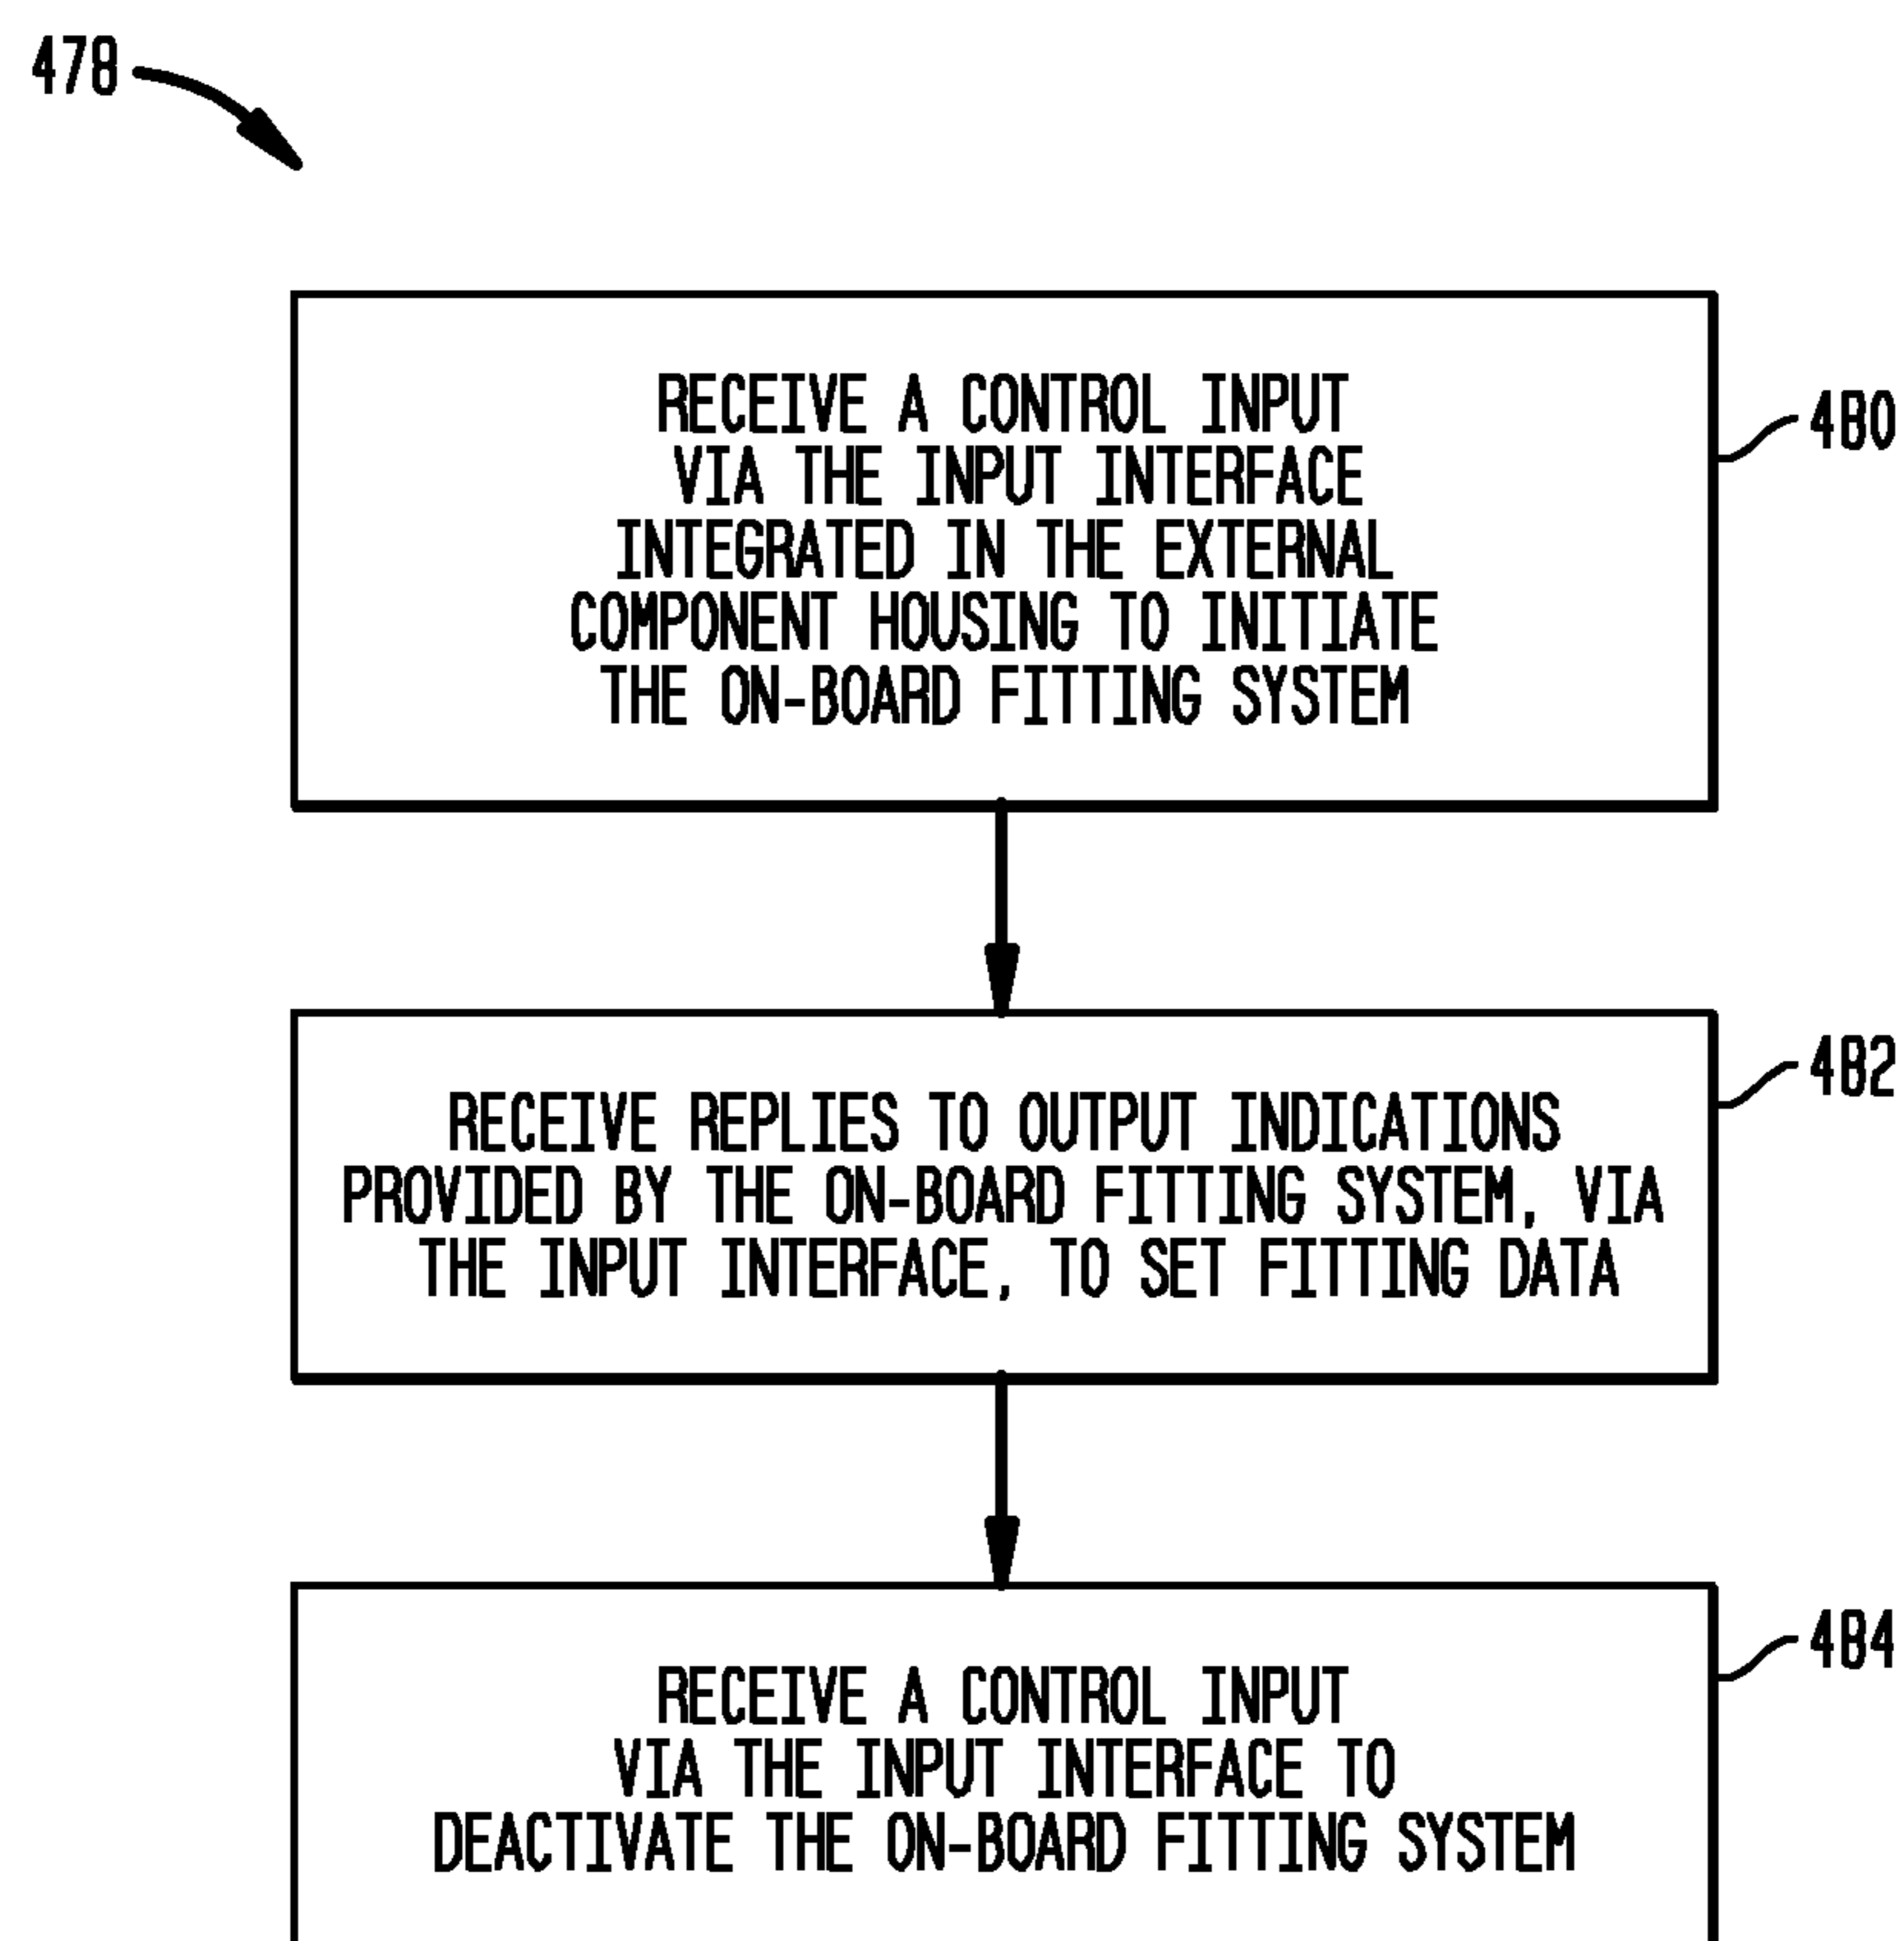 478
RECEIVE A CONTROL INPUT
VIA THE INPUT INTERFACE
INTEGRATED IN THE EXTERNAL
COMPONENT HOUSING TO INITIATE
THE ON-BOARD FITTING SYSTEM
480
RECEIVE REPLIES TO OUTPUT INDICATIONS
PROVIDED BY THE ON-BOARD FITTING SYSTEM, VIA
THE INPUT INTERFACE, TO SET FITTING DATA
482
RECEIVE A CONTROL INPUT
VIA THE INPUT INTERFACE TO
DEACTIVATE THE ON-BOARD FITTING SYSTEM
484